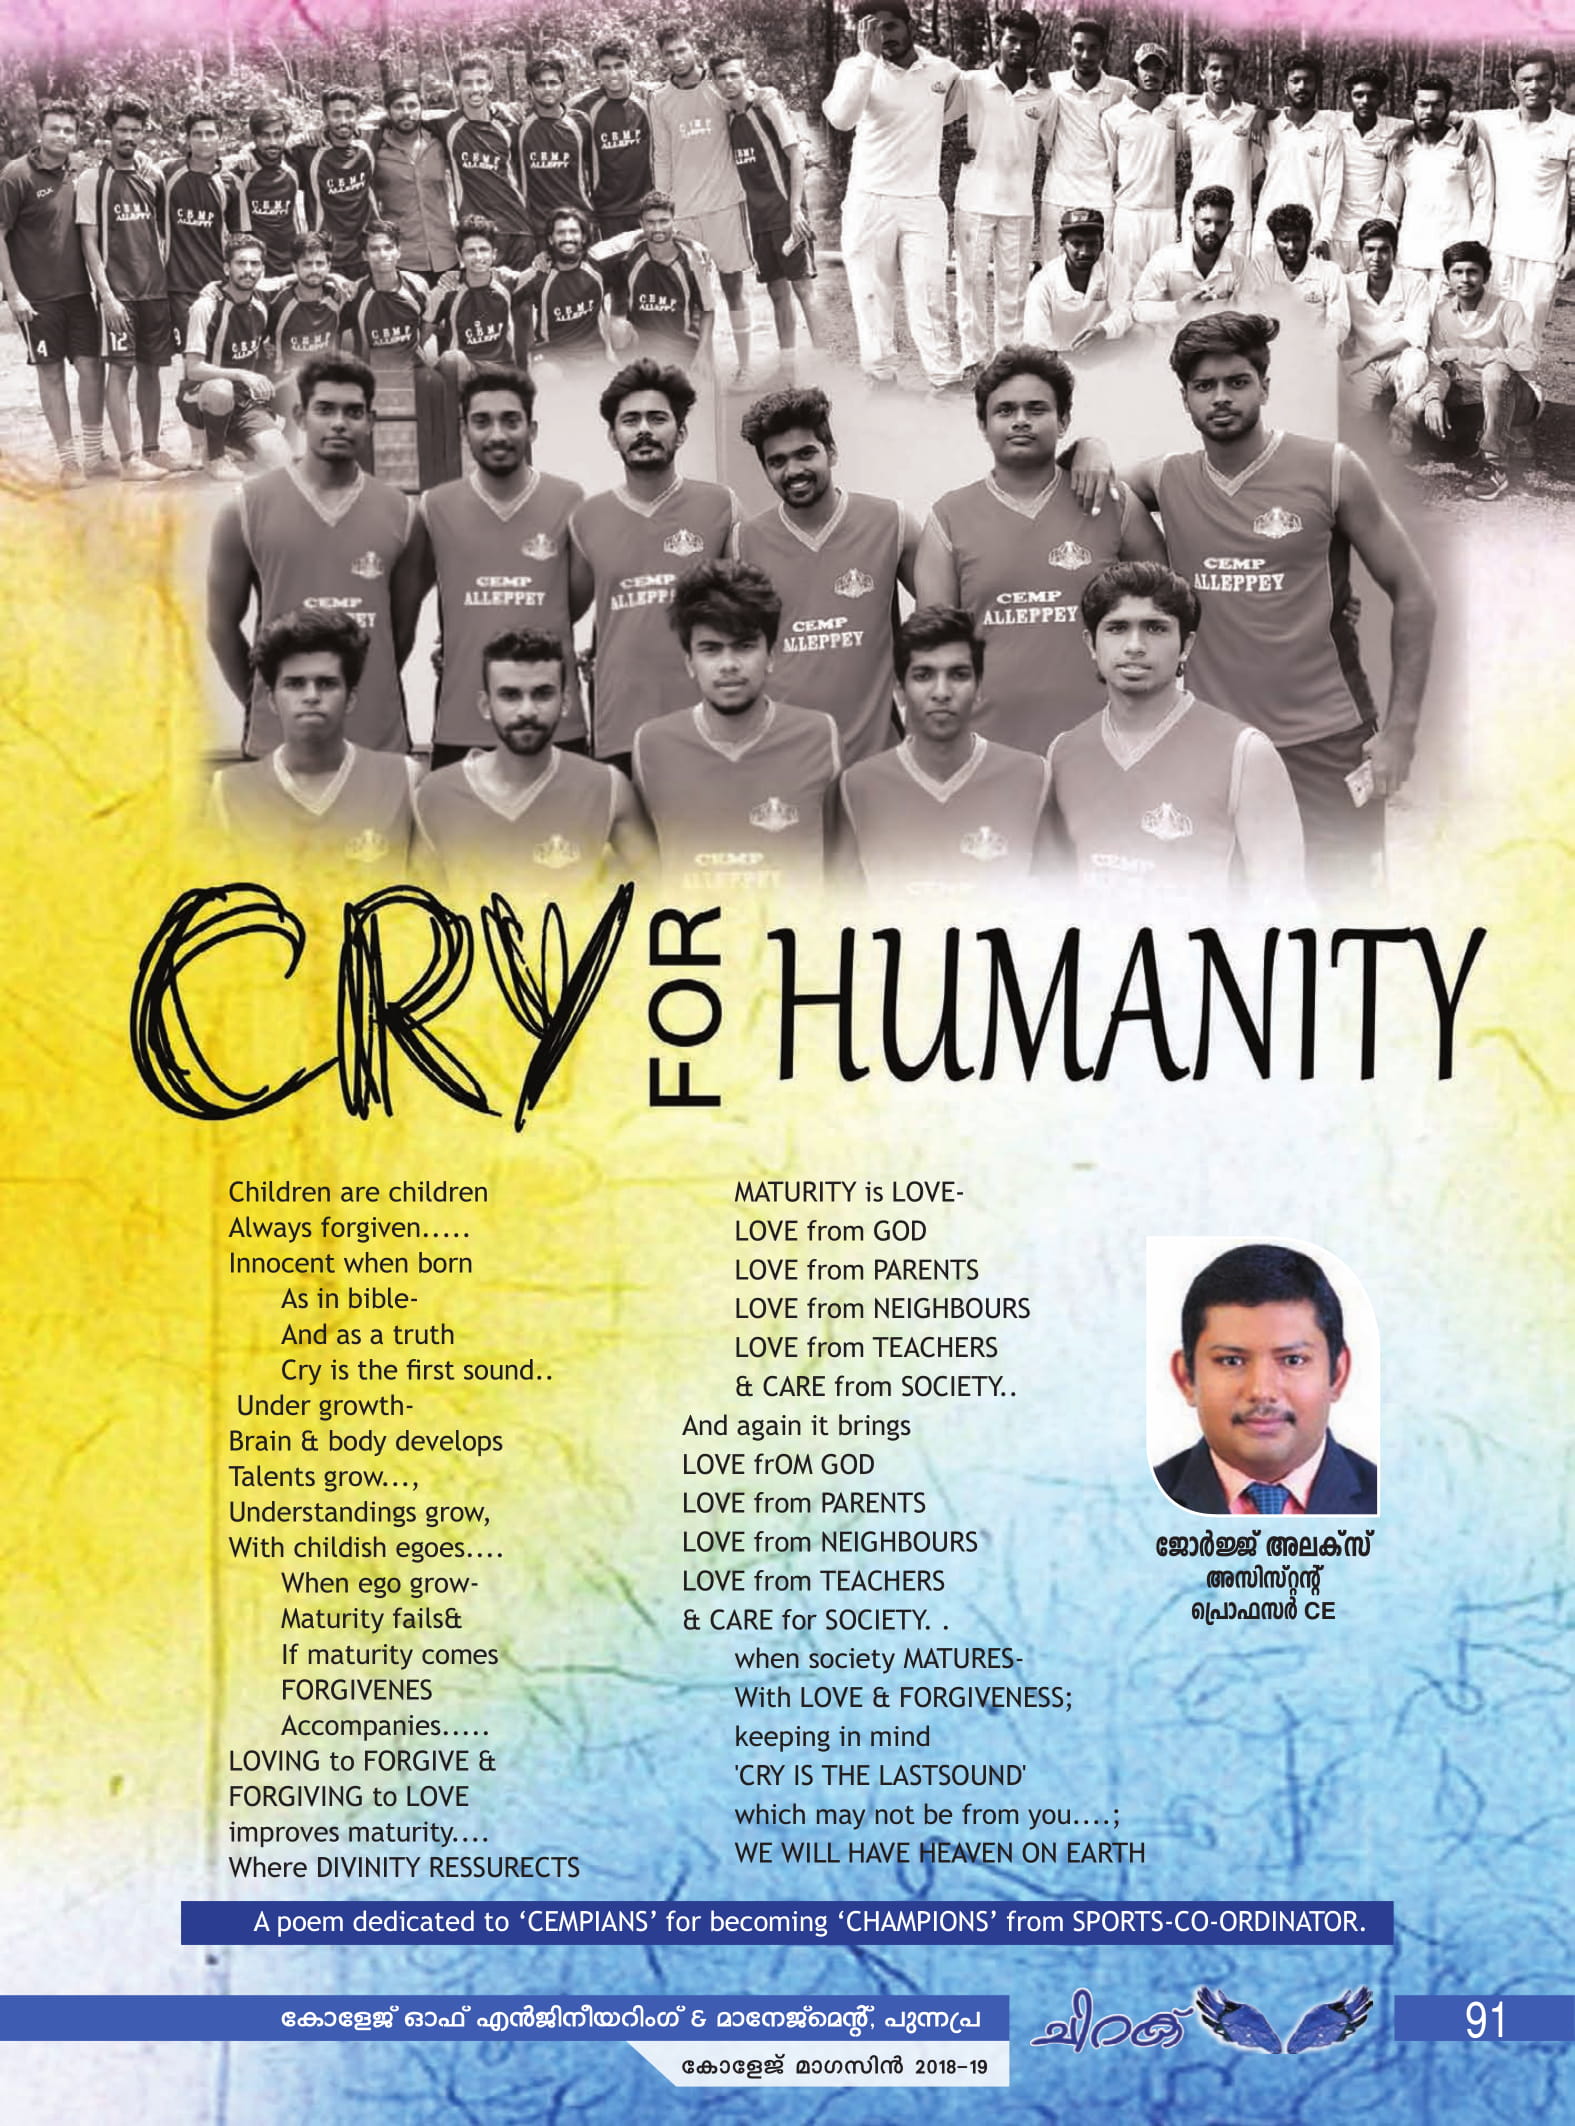 CEMP
ALLEPPEY
CEMP
ALLEPPEY
CEMP
ALLEPPEY
CEMP
ALLEPPEY
CRY FOR HUMANITY
Children are children
Always forgiven.....
Innocent when born
As in bible-
And as a truth
Cry is the first sound..
Under growth-
Brain & body develops
Talents grow...,
Understandings grow,
With childish egoes....
When ego grow-
Maturity fails&
If maturity comes
FORGIVENES
Accompanies.....
LOVING to FORGIVE &
FORGIVING to LOVE
improves maturity....
Where DIVINITY RESSURECTS
MATURITY is LOVE-
LOVE from GOD
LOVE from PARENTS
LOVE from NEIGHBOURS
LOVE from TEACHERS
& CARE from SOCIETY..
And again it brings
LOVE frOM GOD
LOVE from PARENTS
LOVE from NEIGHBOURS
LOVE from TEACHERS
& CARE for SOCIETY. .
when society MATURES-
With LOVE & FORGIVENESS;
keeping in mind
'CRY IS THE LASTSOUND'
which may not be from you....;
WE WILL HAVE HEAVEN ON EARTH
ജോർജ്ജ് അലക്സ്
അസിസ്റ്റന്റ്
പ്രൊഫസർ CE
A poem dedicated to ‘CEMPIANS’ for becoming ‘CHAMPIONS’ from SPORTS-CO-ORDINATOR.
കോളേജ് ഓഫ് എൻജിനീയറിംഗ് & മാനേജ്മെന്റ്, പുന്നപ്ര
ചിറക്
91
കോളേജ് മാഗസിൻ 2018-19